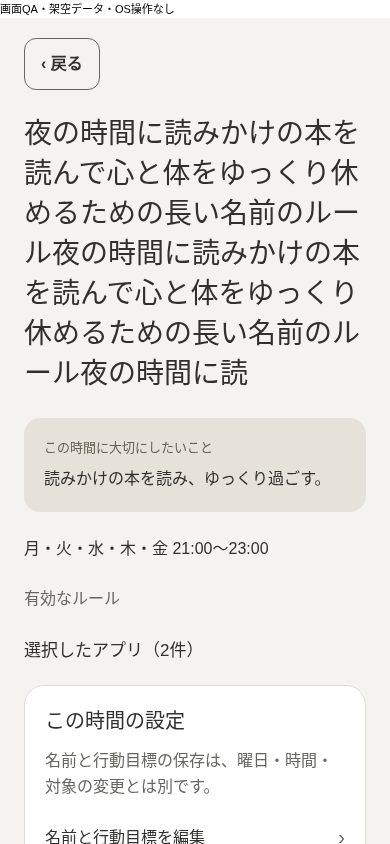 画面QA・架空データ・OS操作なし
‹ 戻る
夜の時間に読みかけの本を
読んで心と体をゆっくり休
めるための長い名前のルー
ル夜の時間に読みかけの本
を読んで心と体をゆっくり
休めるための長い名前のル
ール夜の時間に読
この時間に大切にしたいこと
読みかけの本を読み、ゆっくり過ごす。
月・火・水・木・金 21:00〜23:00
有効なルール
選択したアプリ（2件）
この時間の設定
名前と行動目標の保存は、曜日・時間・
対象の変更とは別です。
名前と行動目標を編集 ›